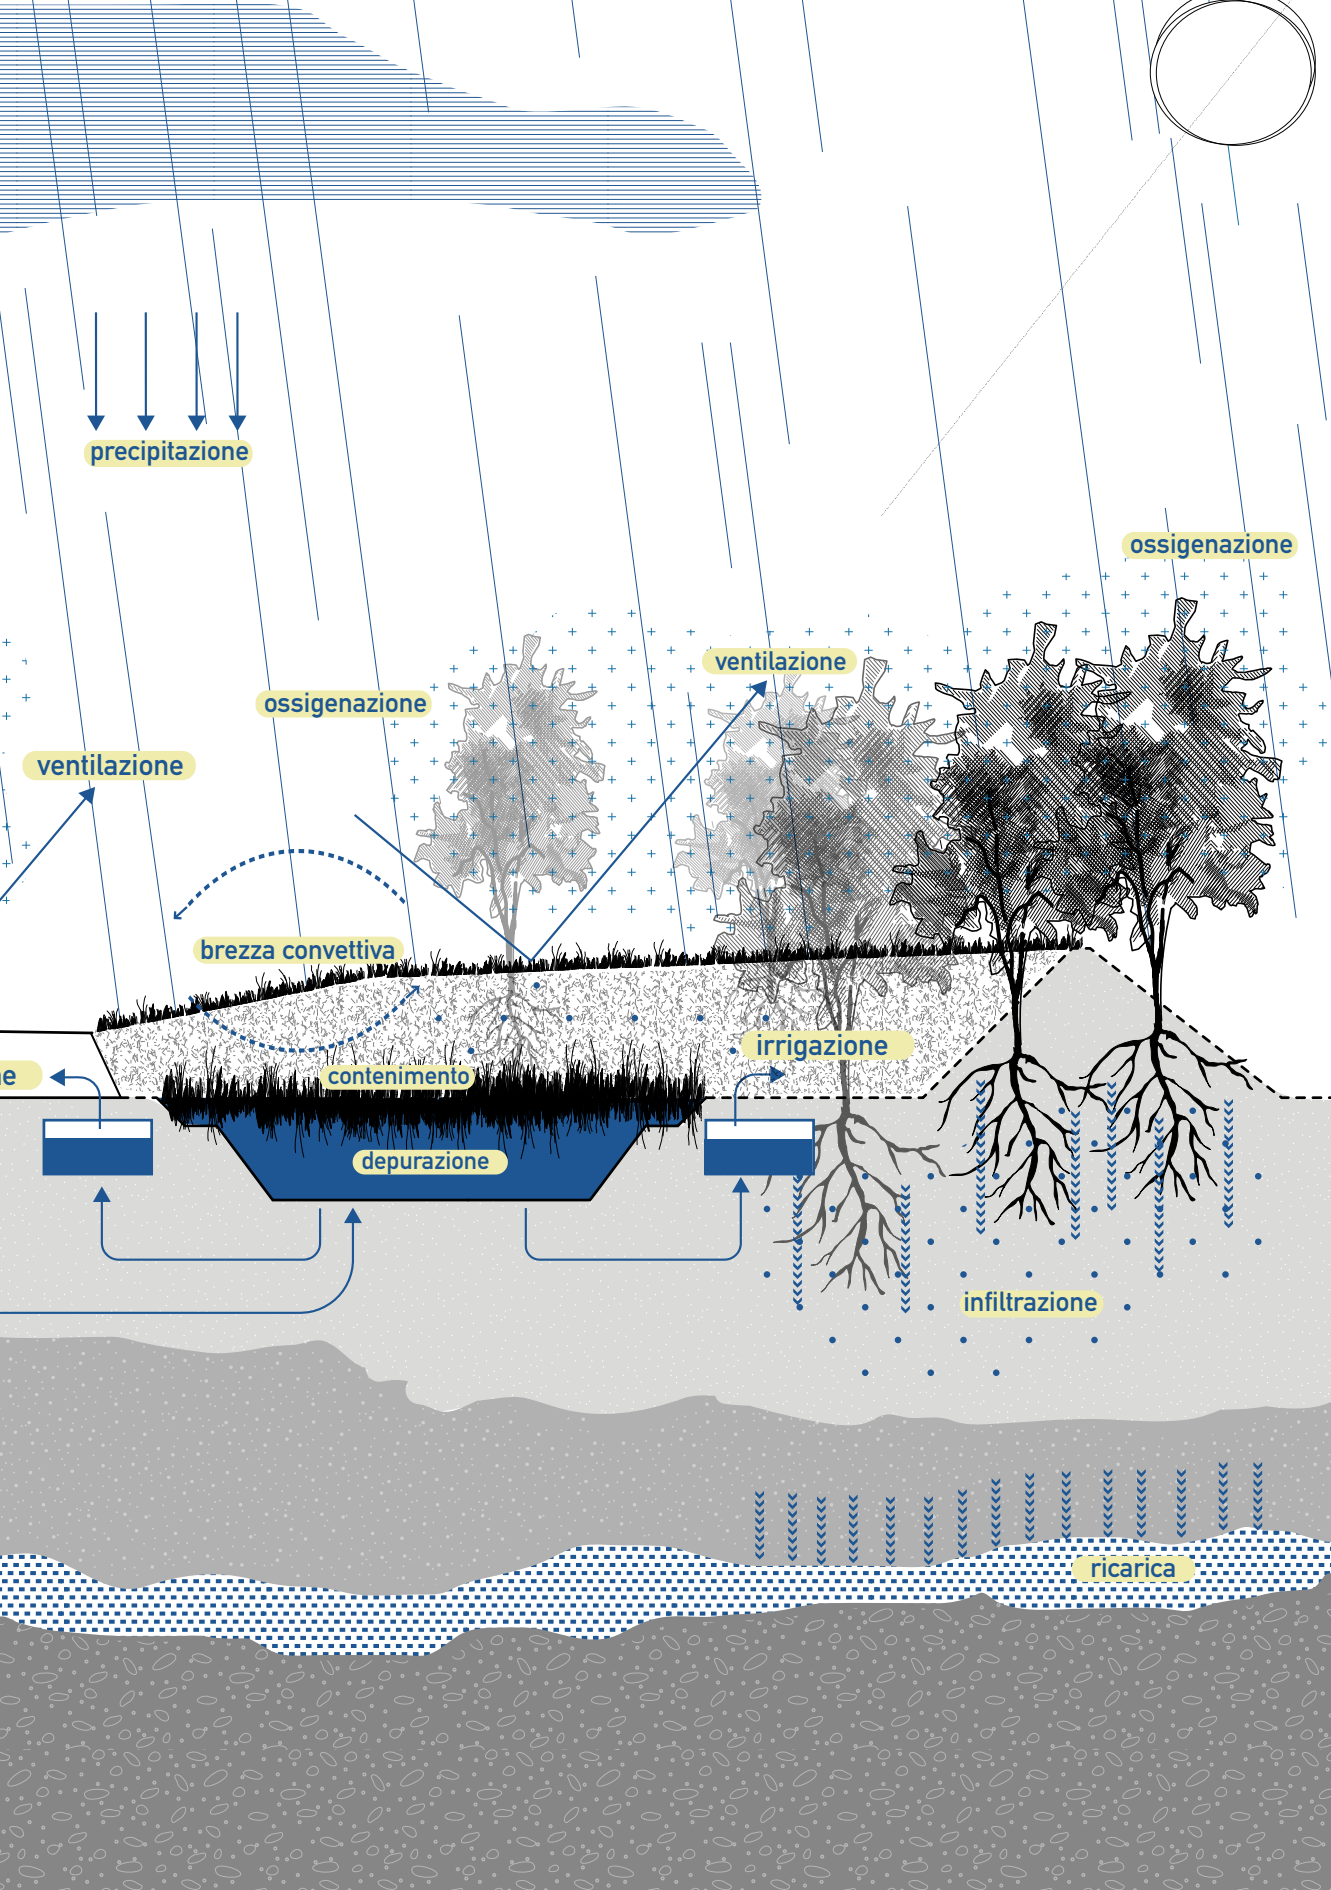 precipitazione
ossigenazione
ventilazione
ossigenazione
ventilazione
brezza convettiva
irrigazione
contenimento
depurazione
infiltrazione
ricarica